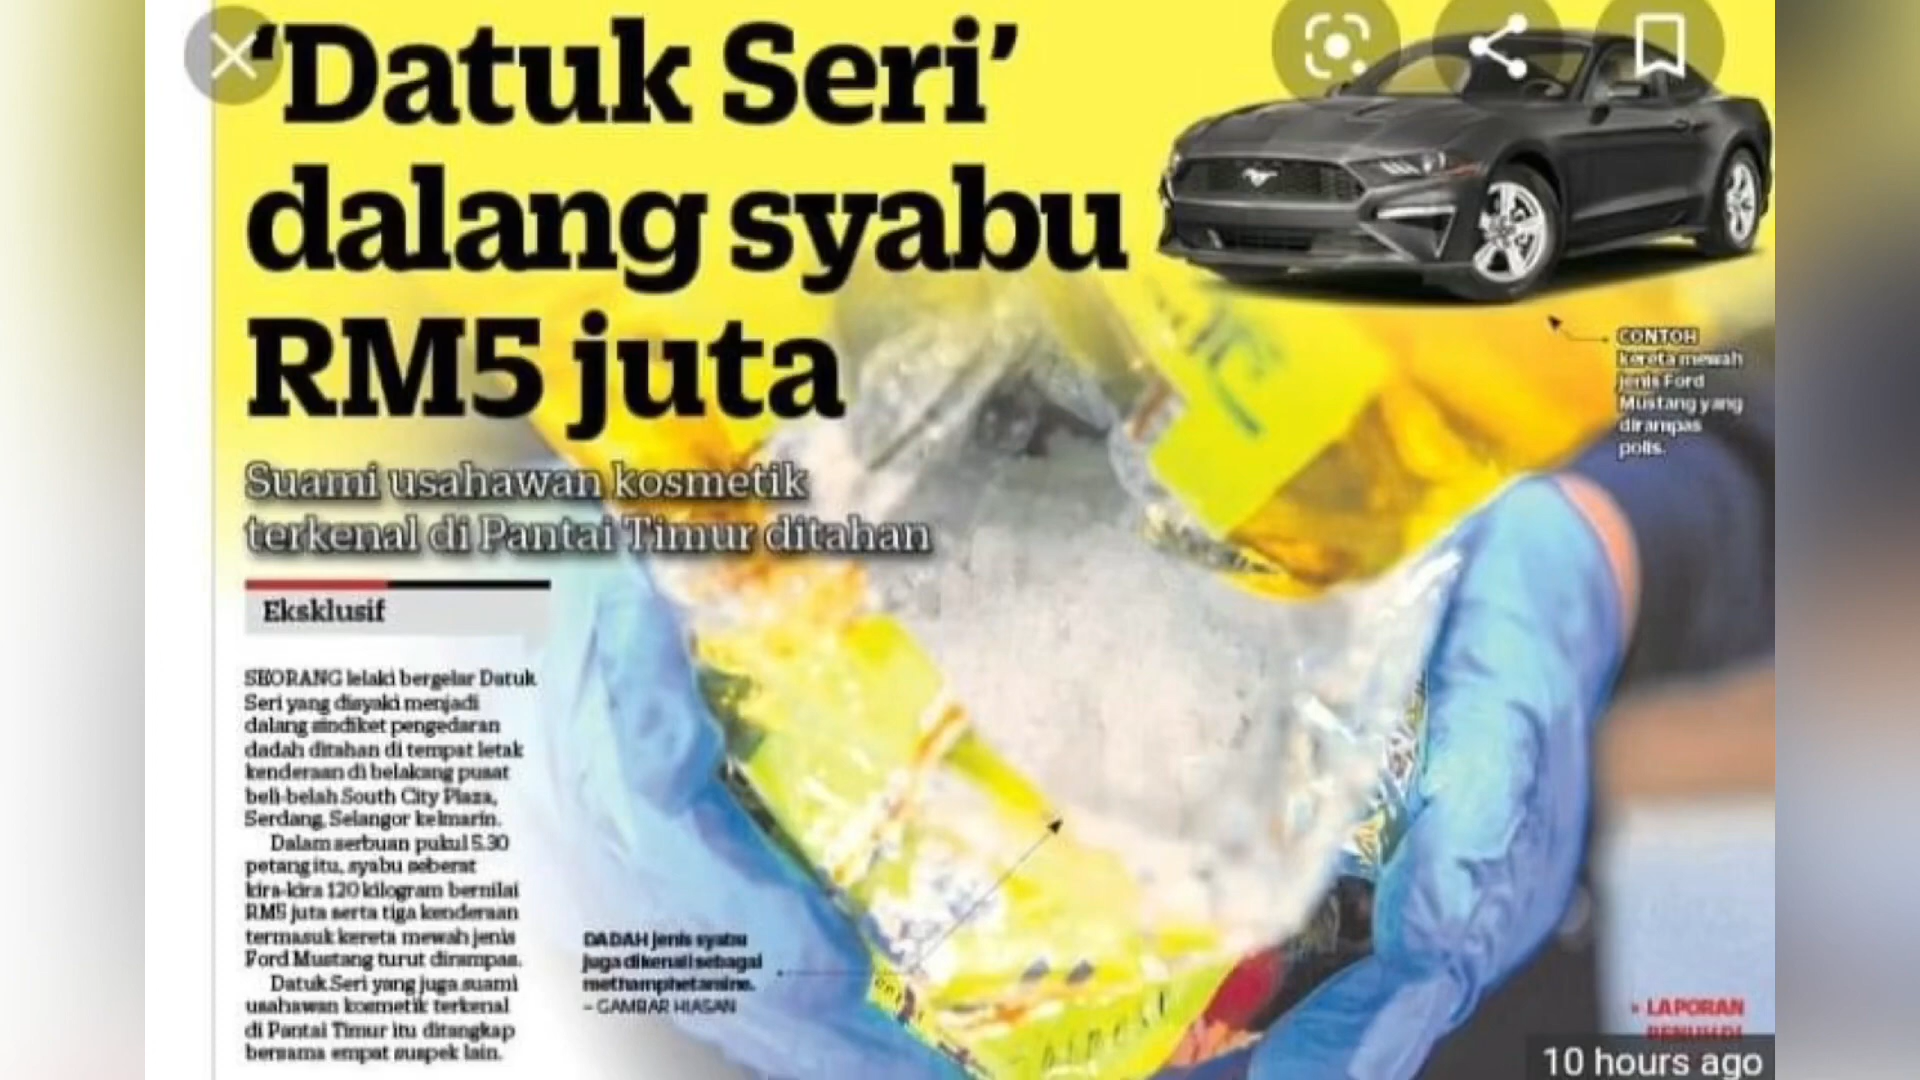 'Datuk Seri'
dalang syabu
RM5 juta
Suami usahawan kosmetik
terkenal di Pantai Timur ditahan
Eksklusif
SEORANG lelaki bergelar Datuk
Seri yang disyaki menjadi
dalang sindiket pengedaran
dadah ditahan di tempat letak
kenderaan di belakang pusat
beli-belah South City Plaza,
Serdang, Selangor kelmarin.
Dalam serbuan pukul 5.30
petang itu, syabu seberat
kira-kira 120 kilogram bernilai
RM5 juta serta tiga kenderaan
termasuk kereta mewah jenis
Ford Mustang turut dirampas.
Datuk Seri yang juga suami
usahawan kosmetik terkenal
di Pantai Timur itu ditangkap
bersama empat suspek lain.
CONTOH
kereta mewah
jenis Ford
Mustang yang
dirampas
polis.
DADAH jenis syabu
juga dikenali sebagai
methamphetamine.
– GAMBAR HIASAN
» LAPORAN
PENUH DI
10 hours ago